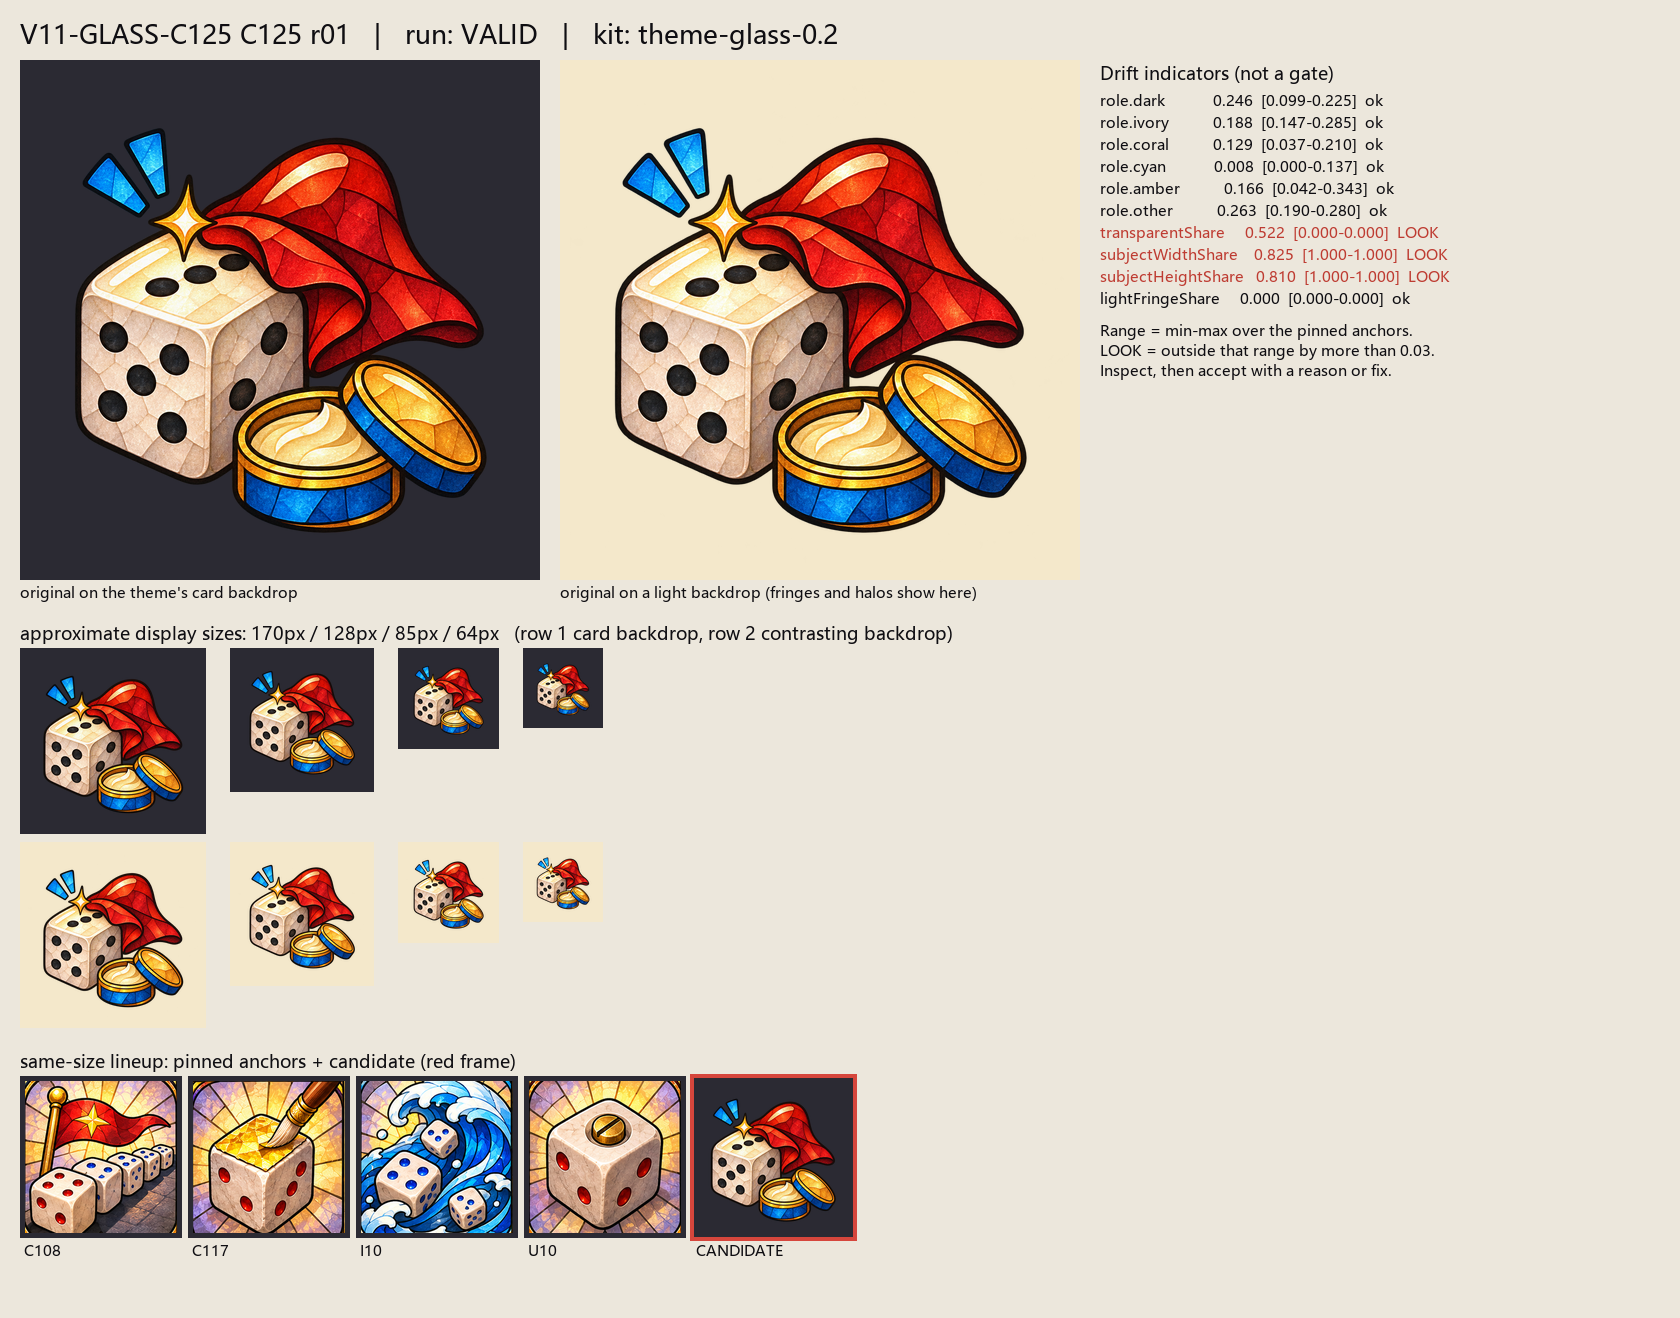 V11-GLASS-C125 C125 r01 | run: VALID | kit: theme-glass-0.2
Drift indicators (not a gate)
role.dark 0.246 [0.099-0.225] ok
role.ivory 0.188 [0.147-0.285] ok
role.coral 0.129 [0.037-0.210] ok
role.cyan 0.008 [0.000-0.137] ok
role.amber 0.166 [0.042-0.343] ok
role.other 0.263 [0.190-0.280] ok
transparentShare 0.522 [0.000-0.000] LOOK
subjectWidthShare 0.825 [1.000-1.000] LOOK
subjectHeightShare 0.810 [1.000-1.000] LOOK
lightFringeShare 0.000 [0.000-0.000] ok
Range = min-max over the pinned anchors.
LOOK = outside that range by more than 0.03.
Inspect, then accept with a reason or fix.
original on the theme's card backdrop
original on a light backdrop (fringes and halos show here)
approximate display sizes: 170px / 128px / 85px / 64px (row 1 card backdrop, row 2 contrasting backdrop)
same-size lineup: pinned anchors + candidate (red frame)
C108
C117
I10
U10
CANDIDATE